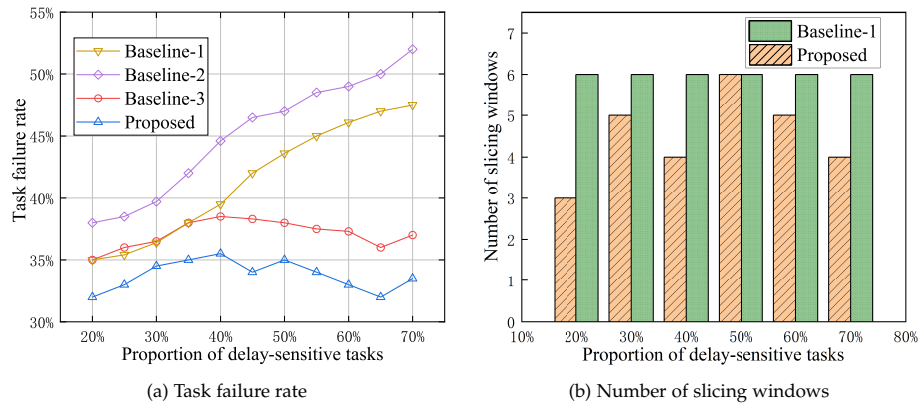 55%
50%
45%
40%
35%
30%
Task failure rate
Baseline-1
Baseline-2
Baseline-3
Proposed
20% 30% 40% 50% 60% 70%
Proportion of delay-sensitive tasks
(a) Task failure rate
7
6
5
4
3
2
1
0
Number of slicing windows
Baseline-1
Proposed
10% 20% 30% 40% 50% 60% 70% 80%
Proportion of delay-sensitive tasks
(b) Number of slicing windows